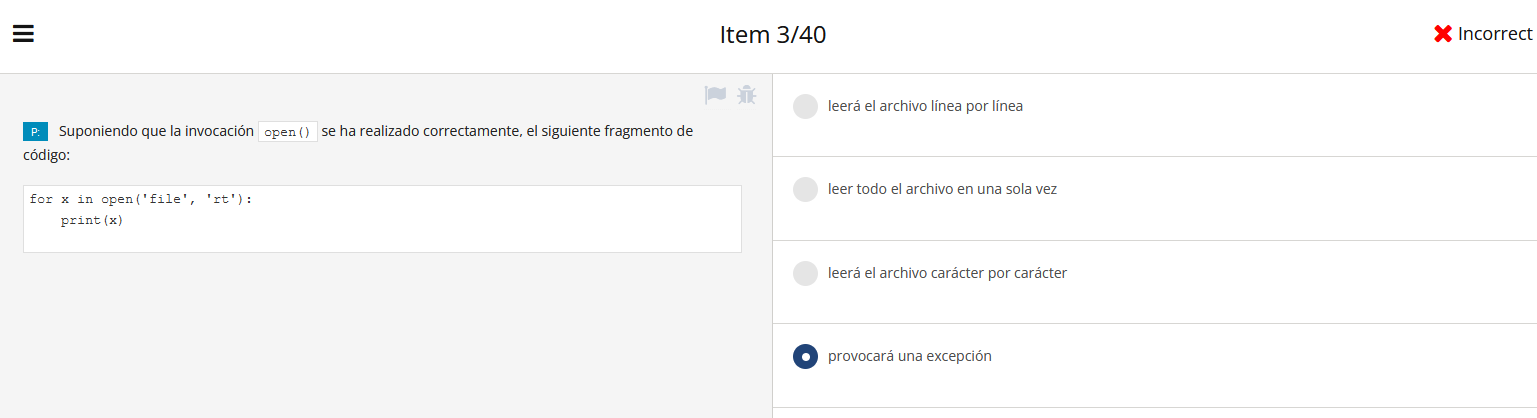 Item 3/40
Incorrect
P: Suponiendo que la invocación open() se ha realizado correctamente, el siguiente fragmento de
código:
for x in open('file', 'rt'):
    print(x)
leerá el archivo línea por línea
leer todo el archivo en una sola vez
leerá el archivo carácter por carácter
provocará una excepción